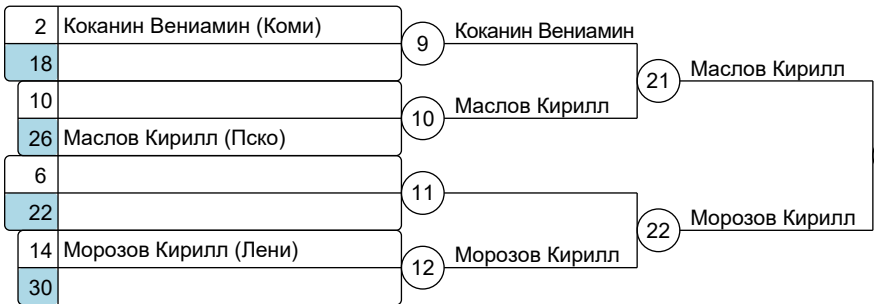 2 Коканин Вениамин (Коми)
9 Коканин Вениамин
18
21 Маслов Кирилл
10
10 Маслов Кирилл
26 Маслов Кирилл (Пско)
6
11
22
22 Морозов Кирилл
14 Морозов Кирилл (Лени)
12 Морозов Кирилл
30